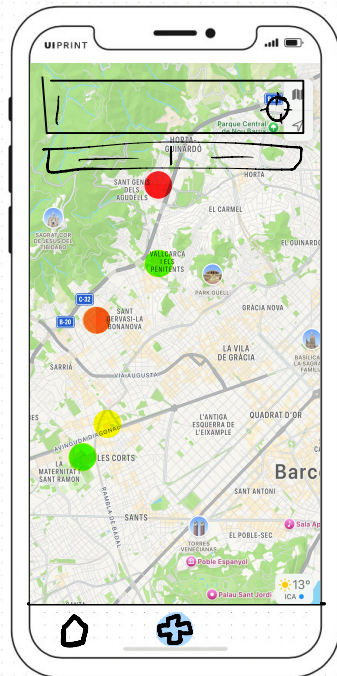 UIPRINT
Parque Central
de Nou Barris
HORTA-
GUINARDÓ
SANT GENÍS
DELS
AGUDELLS
HORTA
EL CARMEL
SAGRAT COR
DE JESÚS DEL
TIBIDABO
VALLCARCA
I ELS
PENITENTS
EL GUINARDÓ
PARK GÜELL
C-32
GRÀCIA NOVA
B-20
SANT
GERVASI-LA
BONANOVA
LA VILA
DE GRÀCIA
BASÍLICA
LA SAGRA
FAMÍL
SARRIÀ
VIA AUGUSTA
L'ANTIGA
ESQUERRA DE
L'EIXAMPLE
QUADRAT D'OR
AVINGUDA DIAGONAL
LES CORTS
LA
MATERNITAT I
SANT RAMON
Barc
SANT ANTONI
RAMBLA DE BADAL
SANTS
TORRES
VENECIANAS
EL POBLE-SEC
Sala Ap
Poble Espanyol
13°
Palau Sant Jordi
ICA